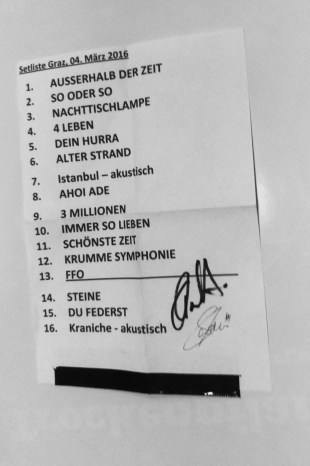 Setliste Graz, 04. März 2016
1. AUSSERHALB DER ZEIT
2. SO ODER SO
3. NACHTTISCHLAMPE
4. 4 LEBEN
5. DEIN HURRA
6. ALTER STRAND
7. Istanbul – akustisch
8. AHOI ADE
9. 3 MILLIONEN
10. IMMER SO LIEBEN
11. SCHÖNSTE ZEIT
12. KRUMME SYMPHONIE
13. FFO
14. STEINE
15. DU FEDERST
16. Kraniche - akustisch